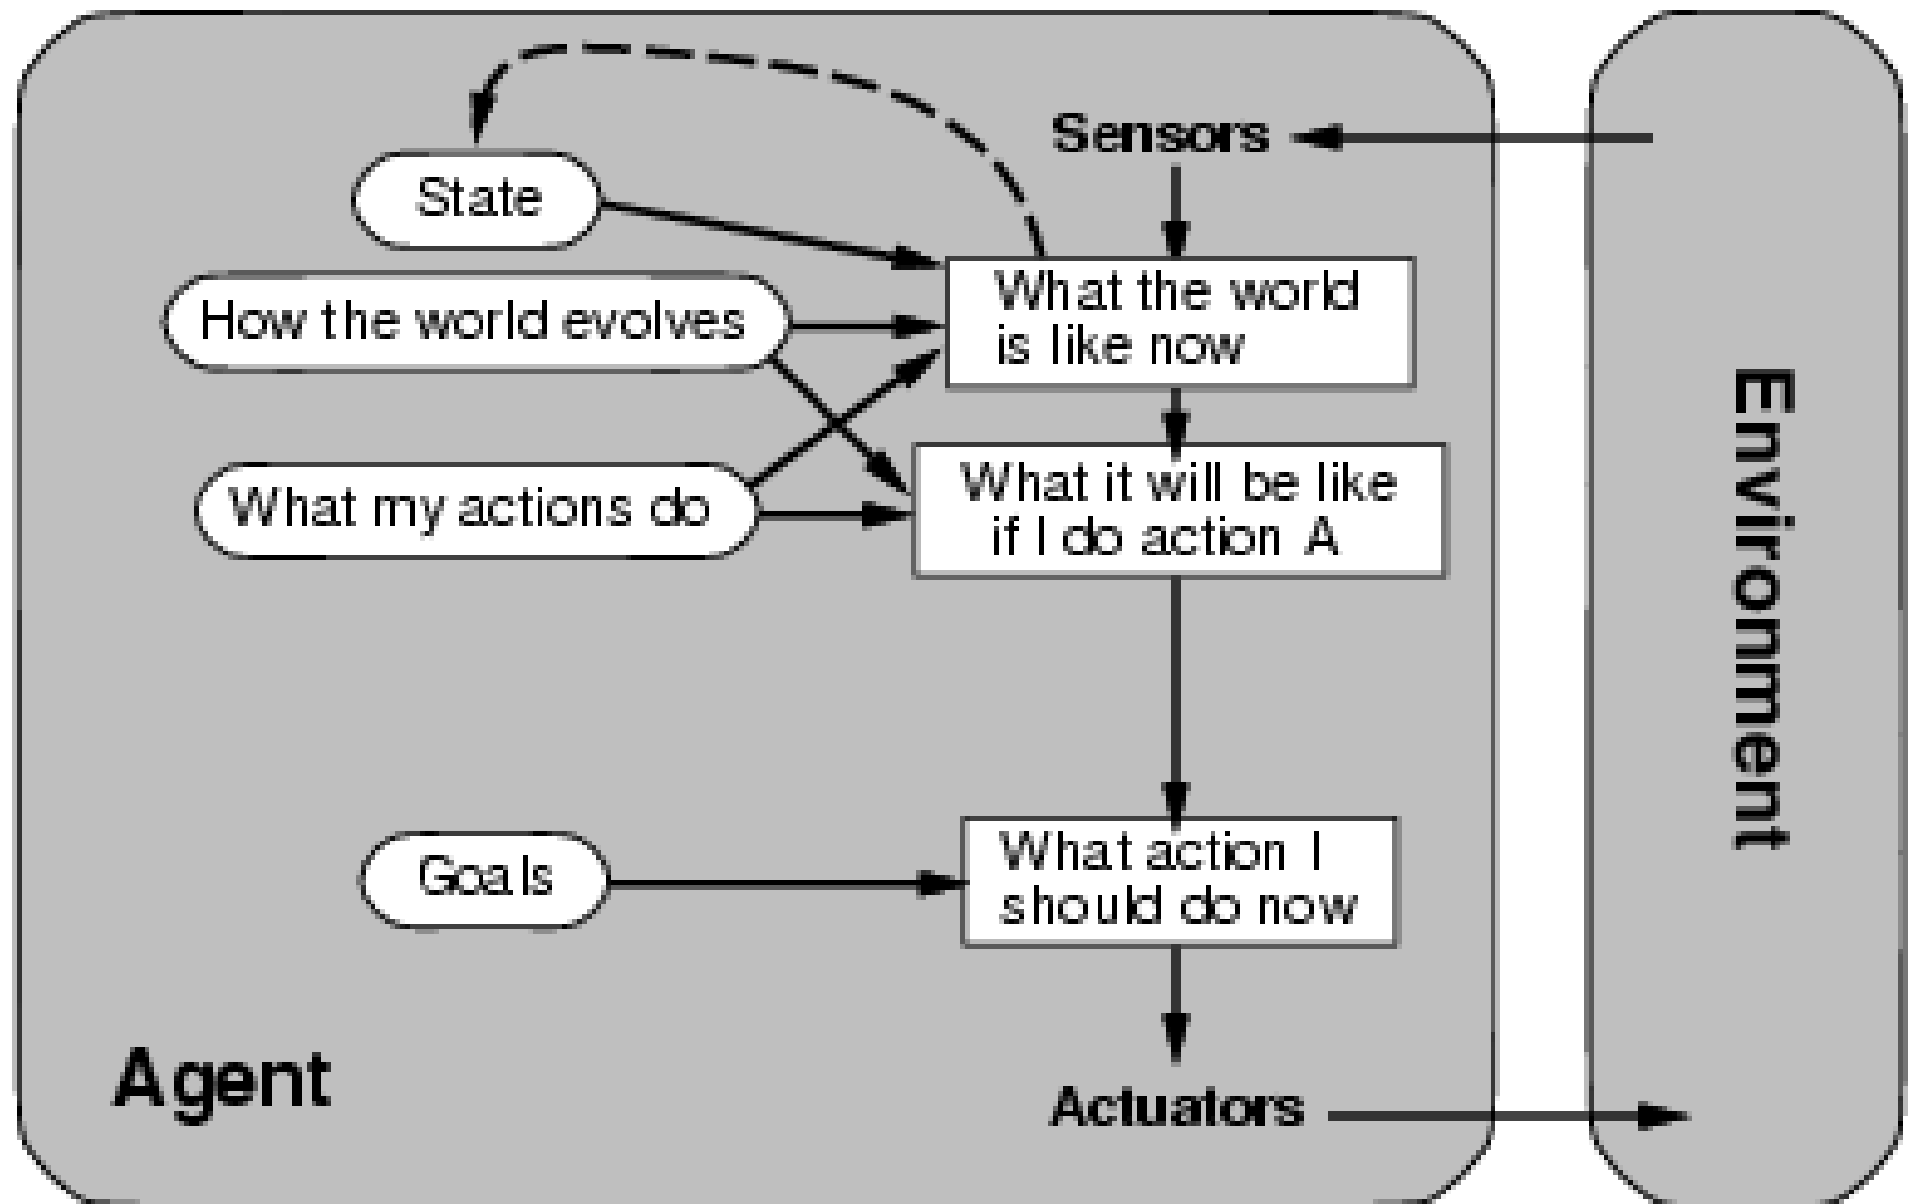 Sensors
State
What the world
is like now
How the world evolves
What it will be like
if I do action A
What my actions do
Environment
What action I
should do now
Goals
Agent
Actuators